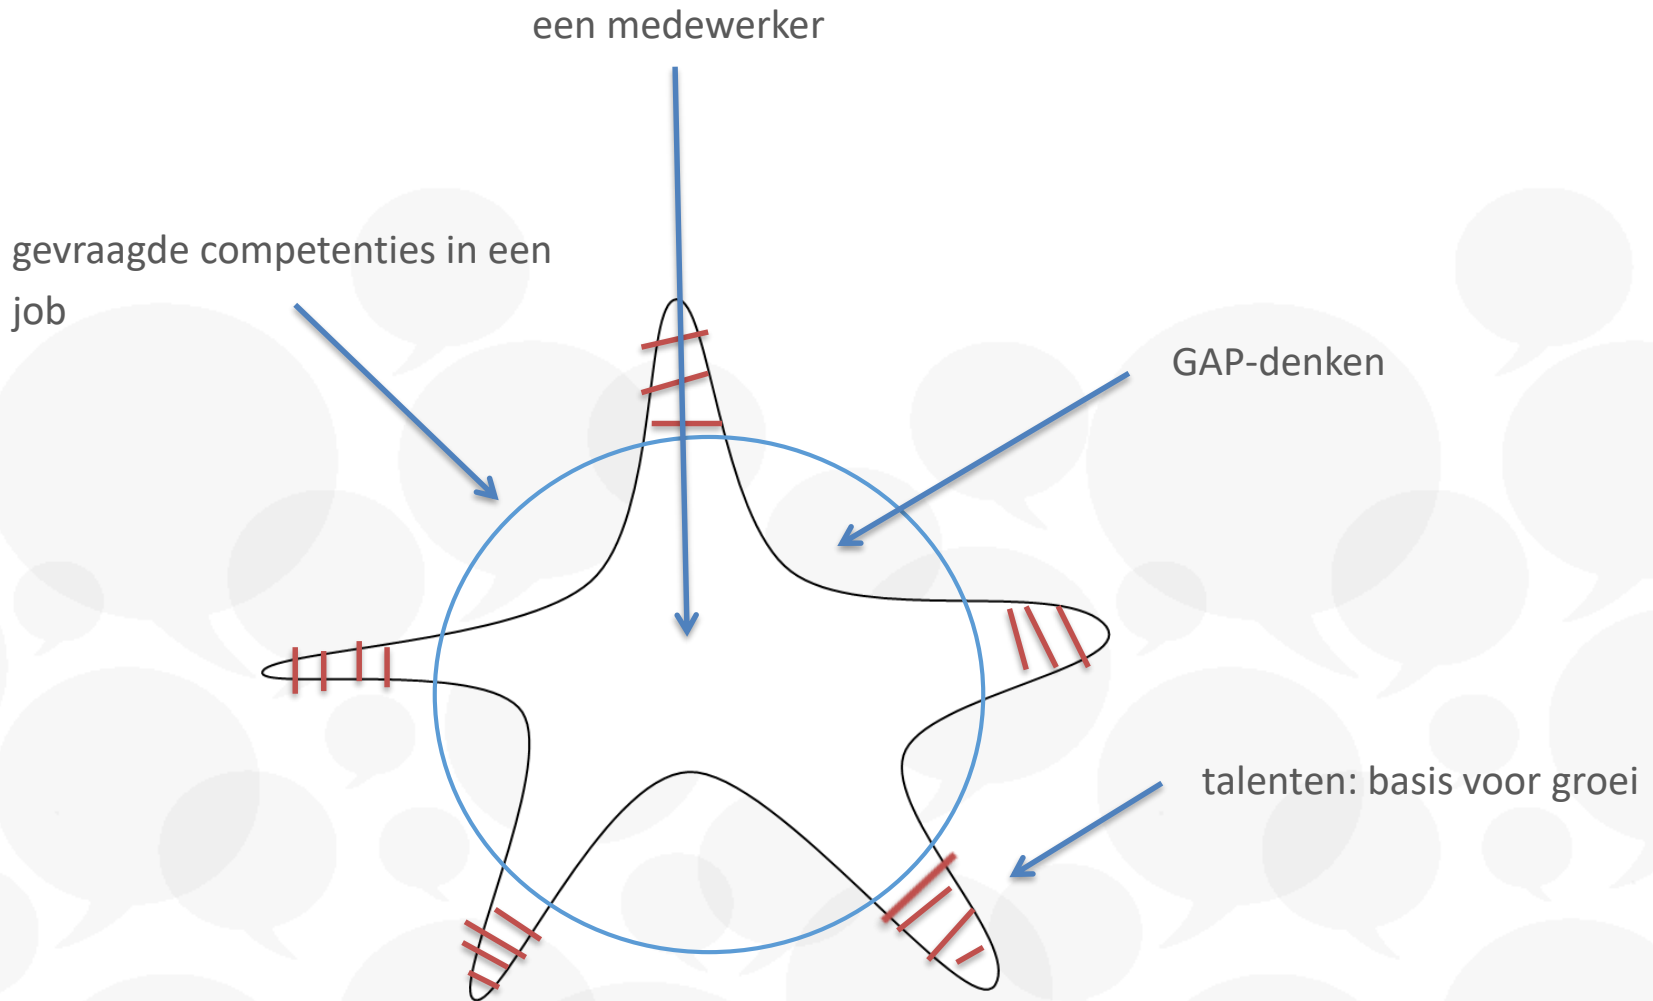 een medewerker
gevraagde competenties in een
job
GAP-denken
talenten: basis voor groei